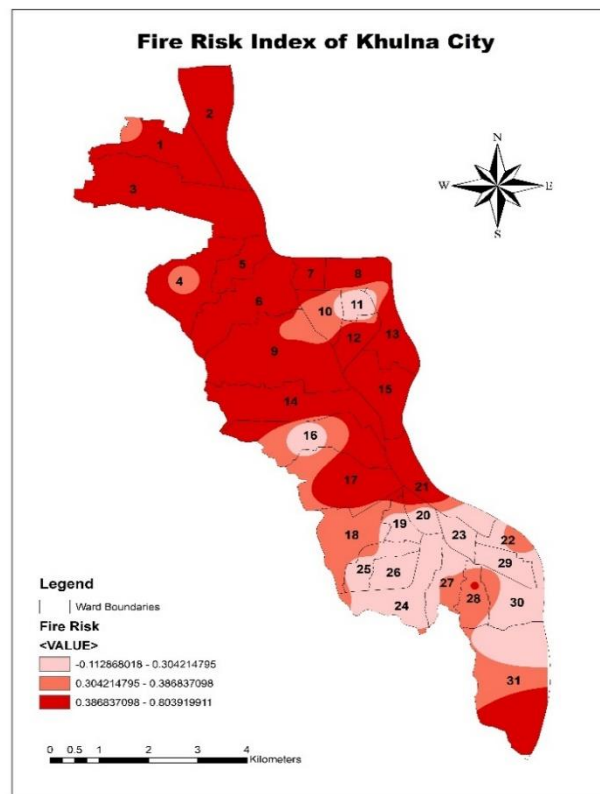 Fire Risk Index of Khulna City
N
W E
S
2
1
3
5
4
7 8
6
10 11
12 13
9
15
14
16
17
21
18
19 20
23
22
29
25 26
27
28
24
30
31
Legend
Ward Boundaries
Fire Risk
<VALUE>
-0.112868018 - 0.304214795
0.304214795 - 0.386837098
0.386837098 - 0.803919911
0 0.5 1 2 3 4
Kilometers